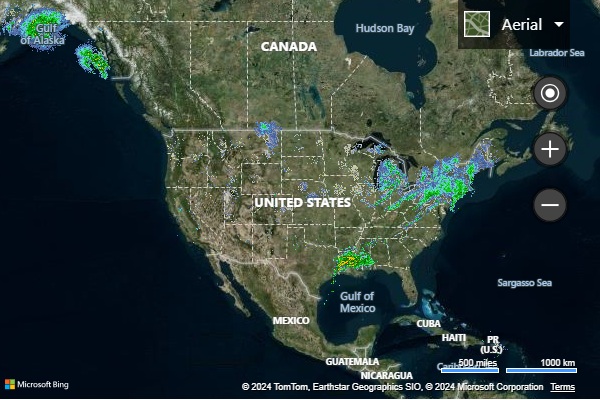 Gulf
of Alaska
CANADA
Hudson Bay
Aerial
Labrador Sea
UNITED STATES
Sargasso Sea
Gulf of
Mexico
MEXICO
CUBA
HAITI
PR
(U.S.)
GUATEMALA
NICARAGUA
500 miles
1000 km
Microsoft Bing
© 2024 TomTom, Earthstar Geographics SIO, © 2024 Microsoft Corporation
Terms